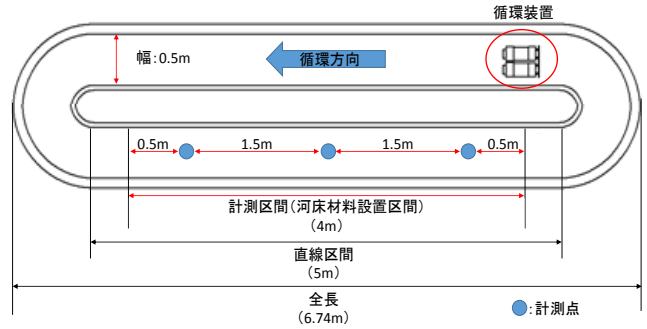 循環装置
幅:0.5m
循環方向
0.5m
1.5m
1.5m
0.5m
計測区間(河床材料設置区間)
(4m)
直線区間
(5m)
全長
(6.74m)
:計測点